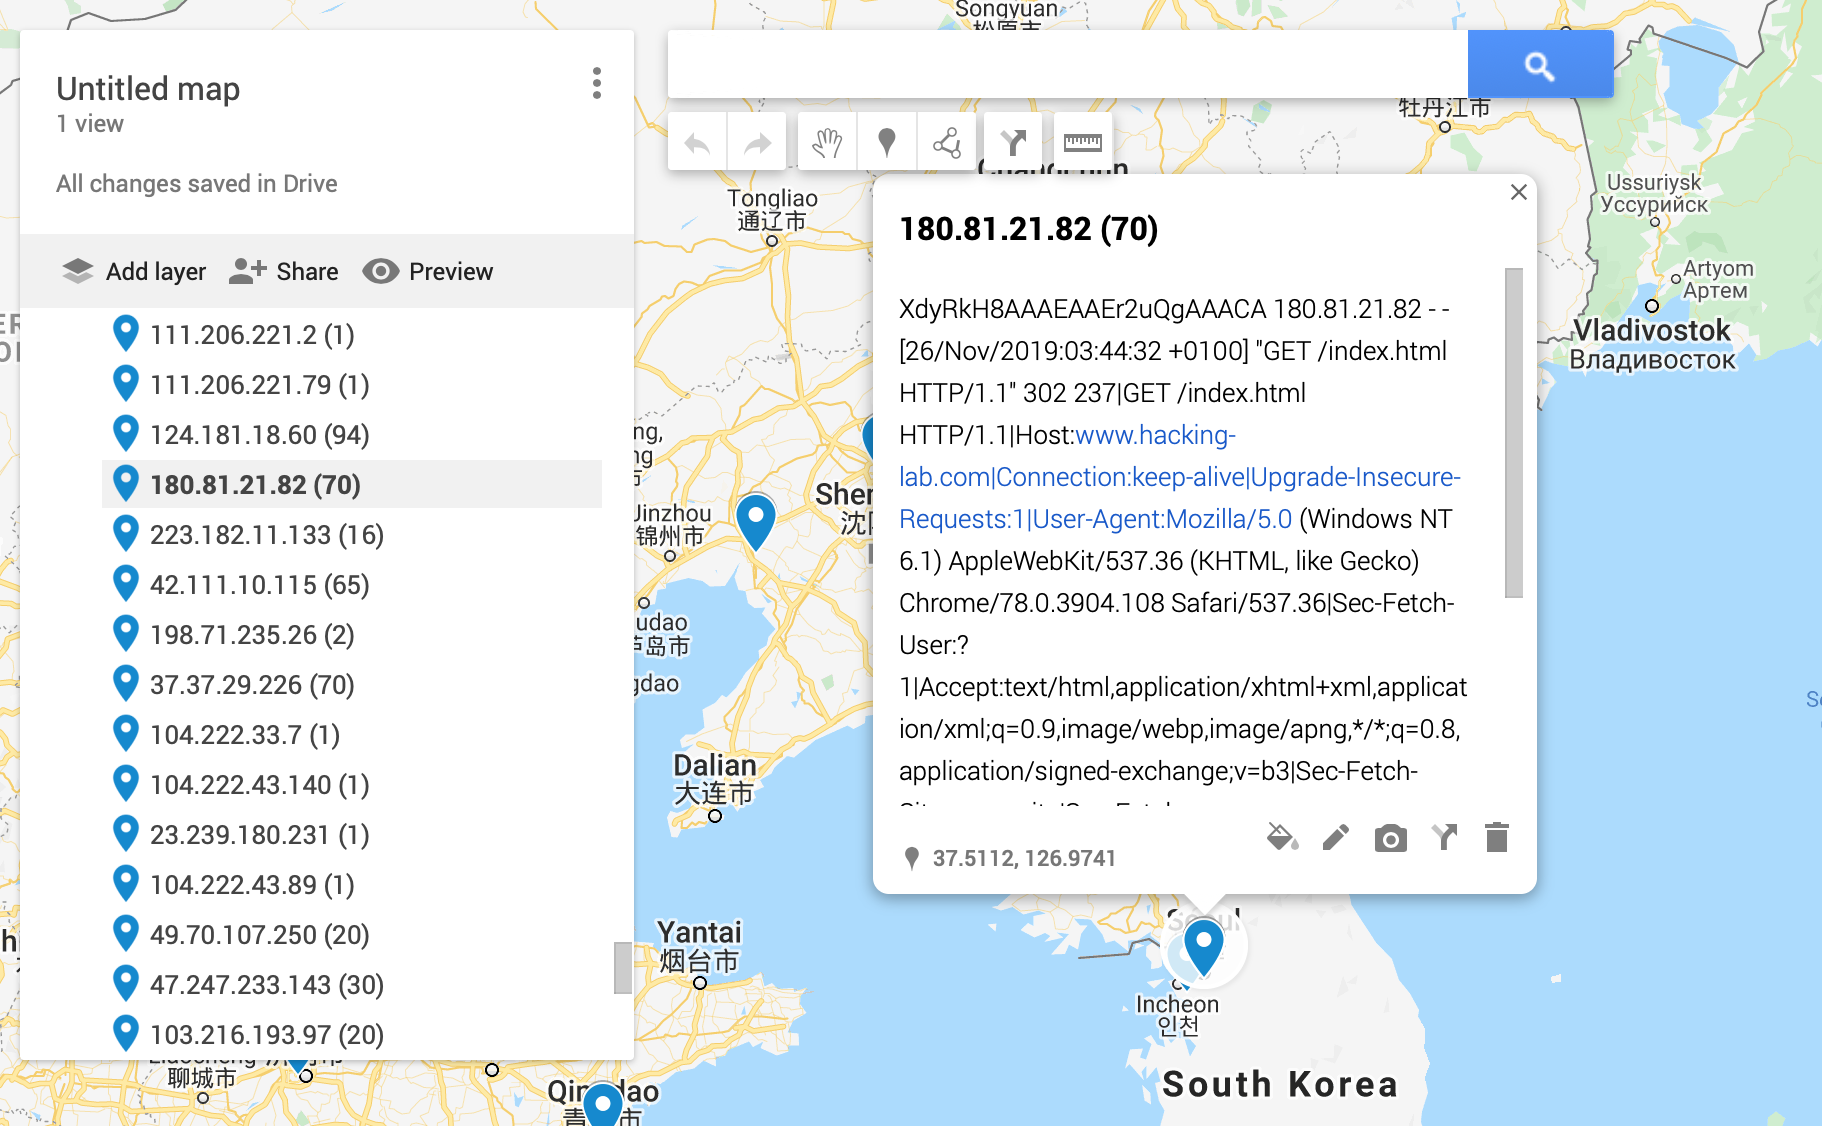 Untitled map
1 view
All changes saved in Drive
Add layer
Share
Preview
111.206.221.2 (1)
111.206.221.79 (1)
124.181.18.60 (94)
180.81.21.82 (70)
223.182.11.133 (16)
42.111.10.115 (65)
198.71.235.26 (2)
37.37.29.226 (70)
104.222.33.7 (1)
104.222.43.140 (1)
23.239.180.231 (1)
104.222.43.89 (1)
49.70.107.250 (20)
47.247.233.143 (30)
103.216.193.97 (20)
180.81.21.82 (70)
XdyRkH8AAAEAAEr2uQgAAACA 180.81.21.82 - -
[26/Nov/2019:03:44:32 +0100] "GET /index.html
HTTP/1.1" 302 237|GET /index.html
HTTP/1.1|Host:www.hacking-
lab.com|Connection:keep-alive|Upgrade-Insecure-
Requests:1|User-Agent:Mozilla/5.0 (Windows NT
6.1) AppleWebKit/537.36 (KHTML, like Gecko)
Chrome/78.0.3904.108 Safari/537.36|Sec-Fetch-
User:?
1|Accept:text/html,application/xhtml+xml,applicat
ion/xml;q=0.9,image/webp,image/apng,*/*;q=0.8,
application/signed-exchange;v=b3|Sec-Fetch-
37.5112, 126.9741
Songyuan
松原市
牡丹江市
Tongliao
通辽市
Ussuriysk
Уссурийск
Artyom
Артем
Vladivostok
Владивосток
Jinzhou
锦州市
Dalian
大连市
Yantai
烟台市
Seoul
Incheon
인천
South Korea
聊城市
Qingdao